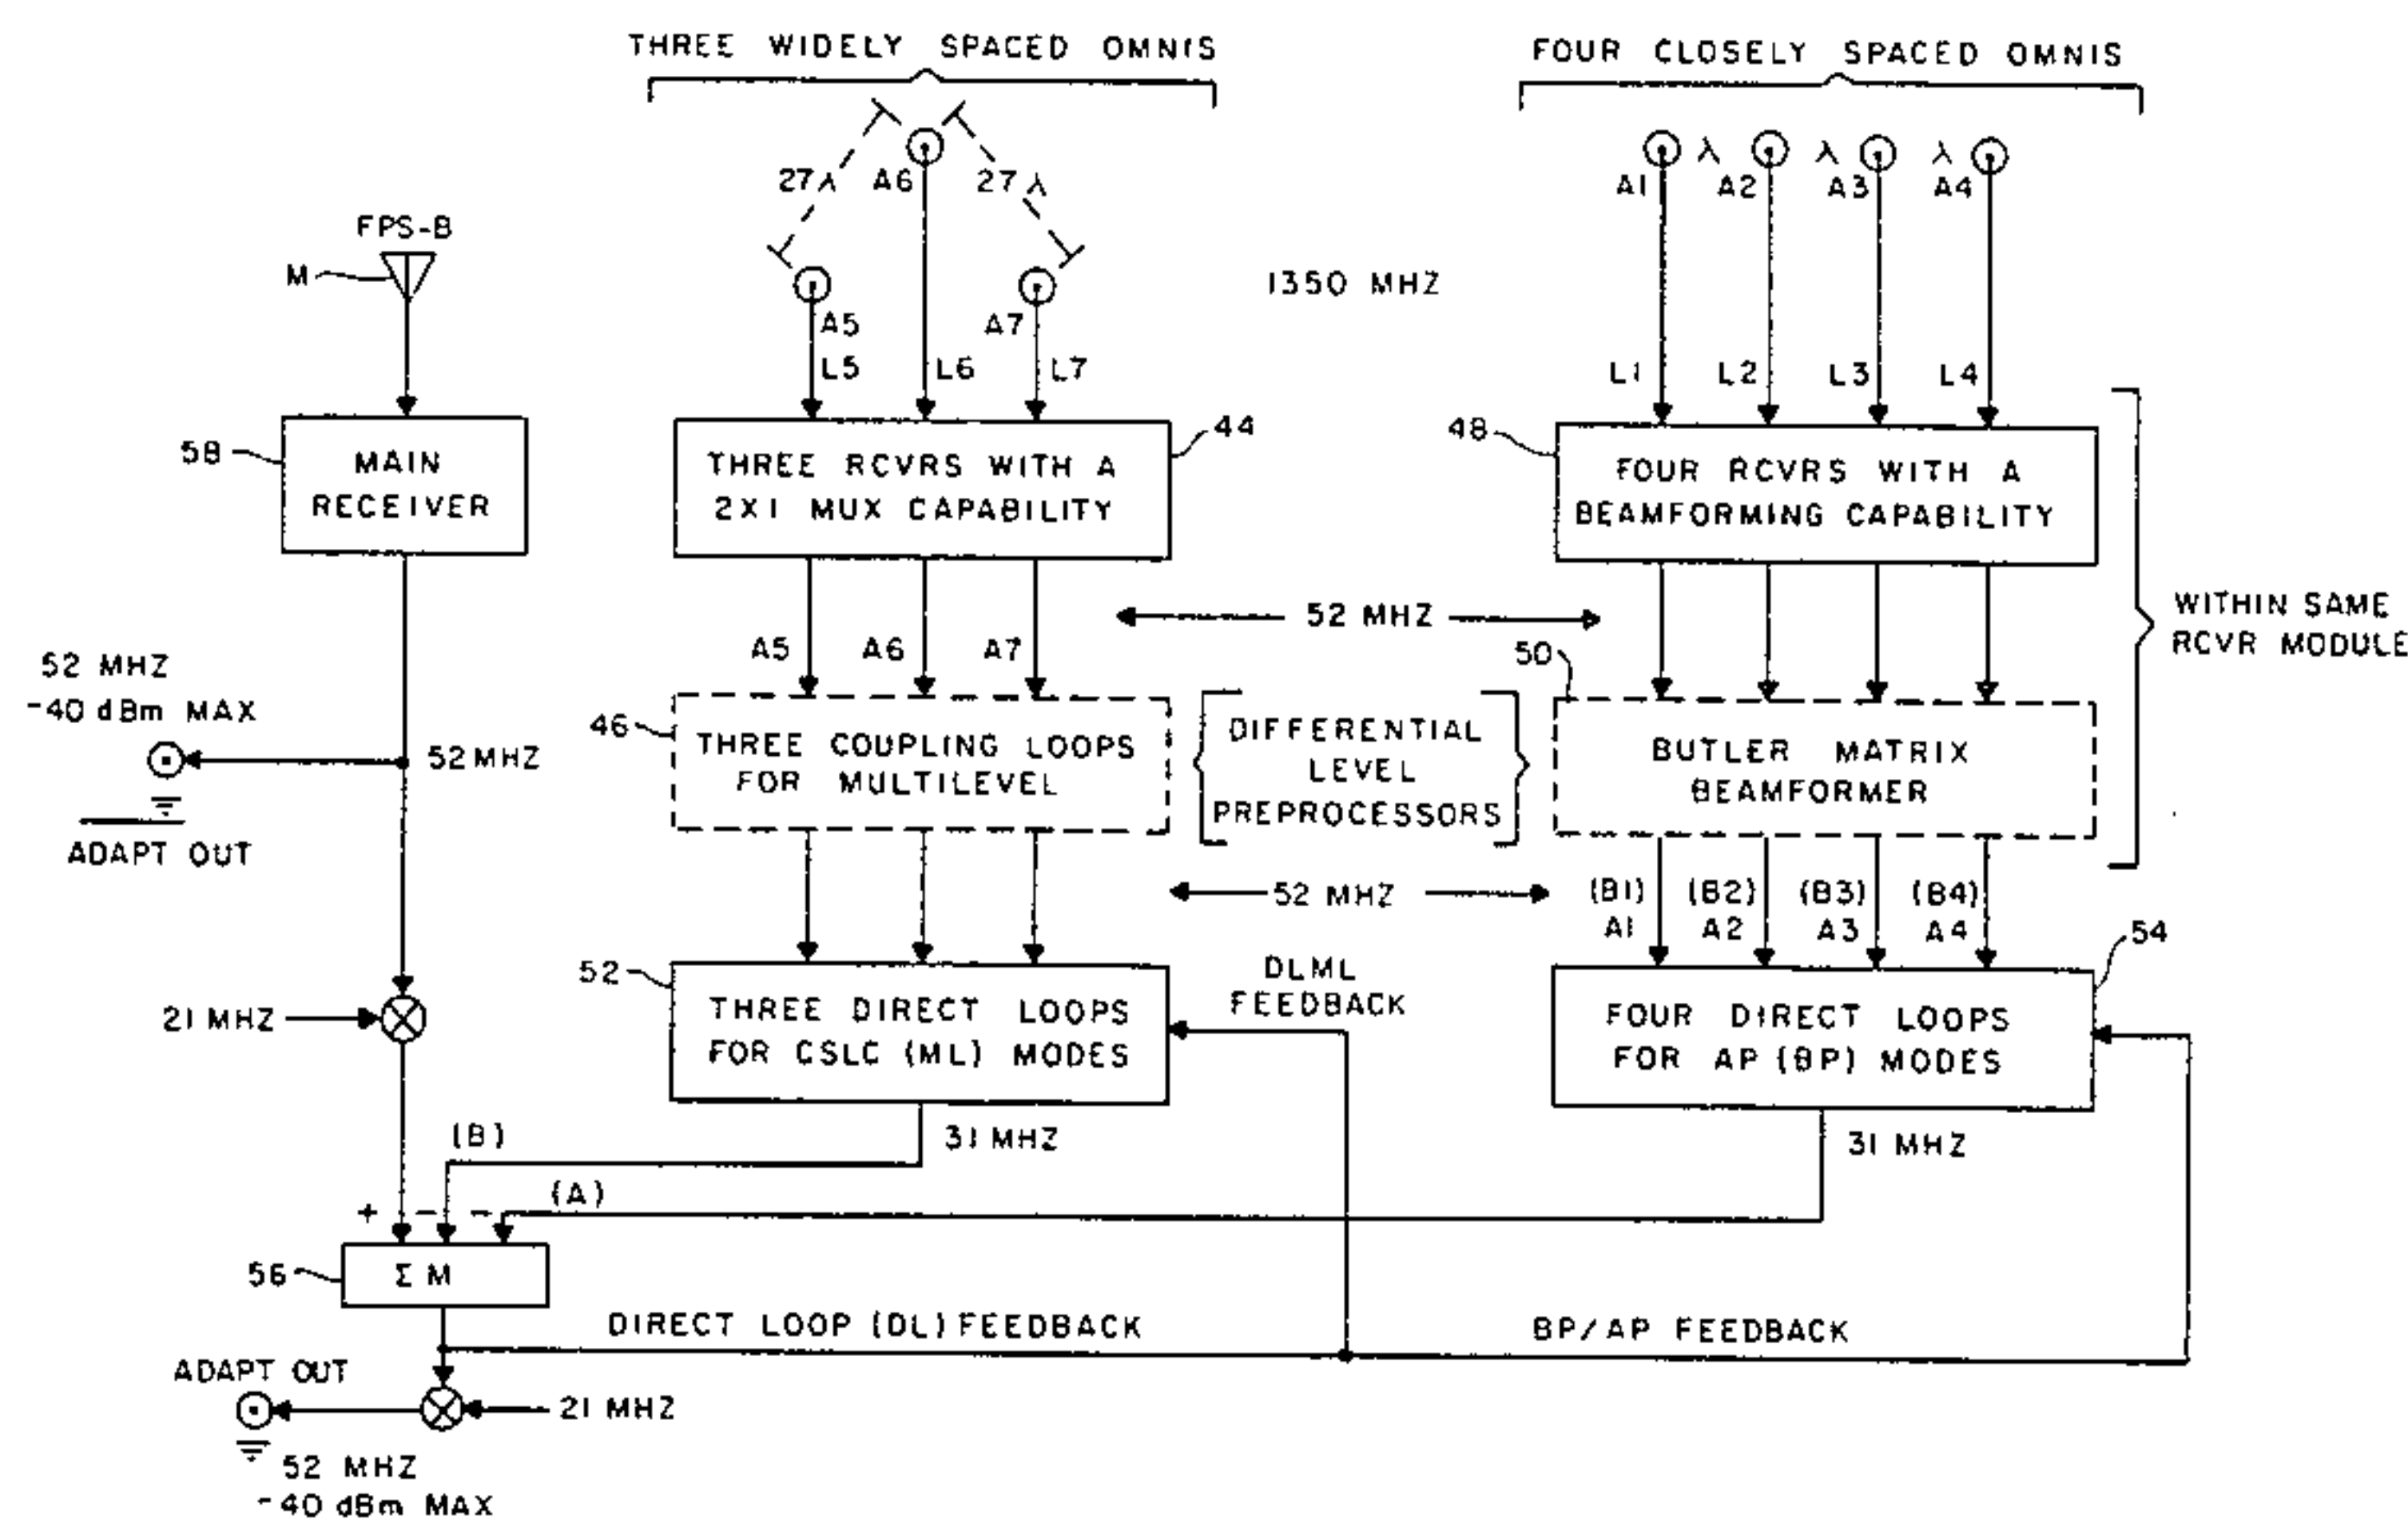 THREE WIDELY SPACED OMNIS
FOUR CLOSELY SPACED OMNIS
27λ
A6
27λ
A1
λ
A2
λ
A3
λ
A4
FPS-B
M
1350 MHZ
A5
A7
L5
L6
L7
L1
L2
L3
L4
58
MAIN
RECEIVER
44
THREE RCVRS WITH A
2X1 MUX CAPABILITY
48
FOUR RCVRS WITH A
BEAMFORMING CAPABILITY
52 MHZ
WITHIN SAME
RCVR MODULE
A5
A6
A7
50
52 MHZ
-40 dBm MAX
52 MHZ
ADAPT OUT
46
THREE COUPLING LOOPS
FOR MULTILEVEL
DIFFERENTIAL
LEVEL
PREPROCESSORS
BUTLER MATRIX
BEAMFORMER
52 MHZ
(B1)
(B2)
(B3)
(B4)
A1
A2
A3
A4
52
DLML
FEEDBACK
54
21 MHZ
THREE DIRECT LOOPS
FOR CSLC (ML) MODES
FOUR DIRECT LOOPS
FOR AP (BP) MODES
(B)
31 MHZ
31 MHZ
(A)
+ - -
56
Σ M
DIRECT LOOP (DL) FEEDBACK
BP/AP FEEDBACK
ADAPT OUT
21 MHZ
52 MHZ
-40 dBm MAX